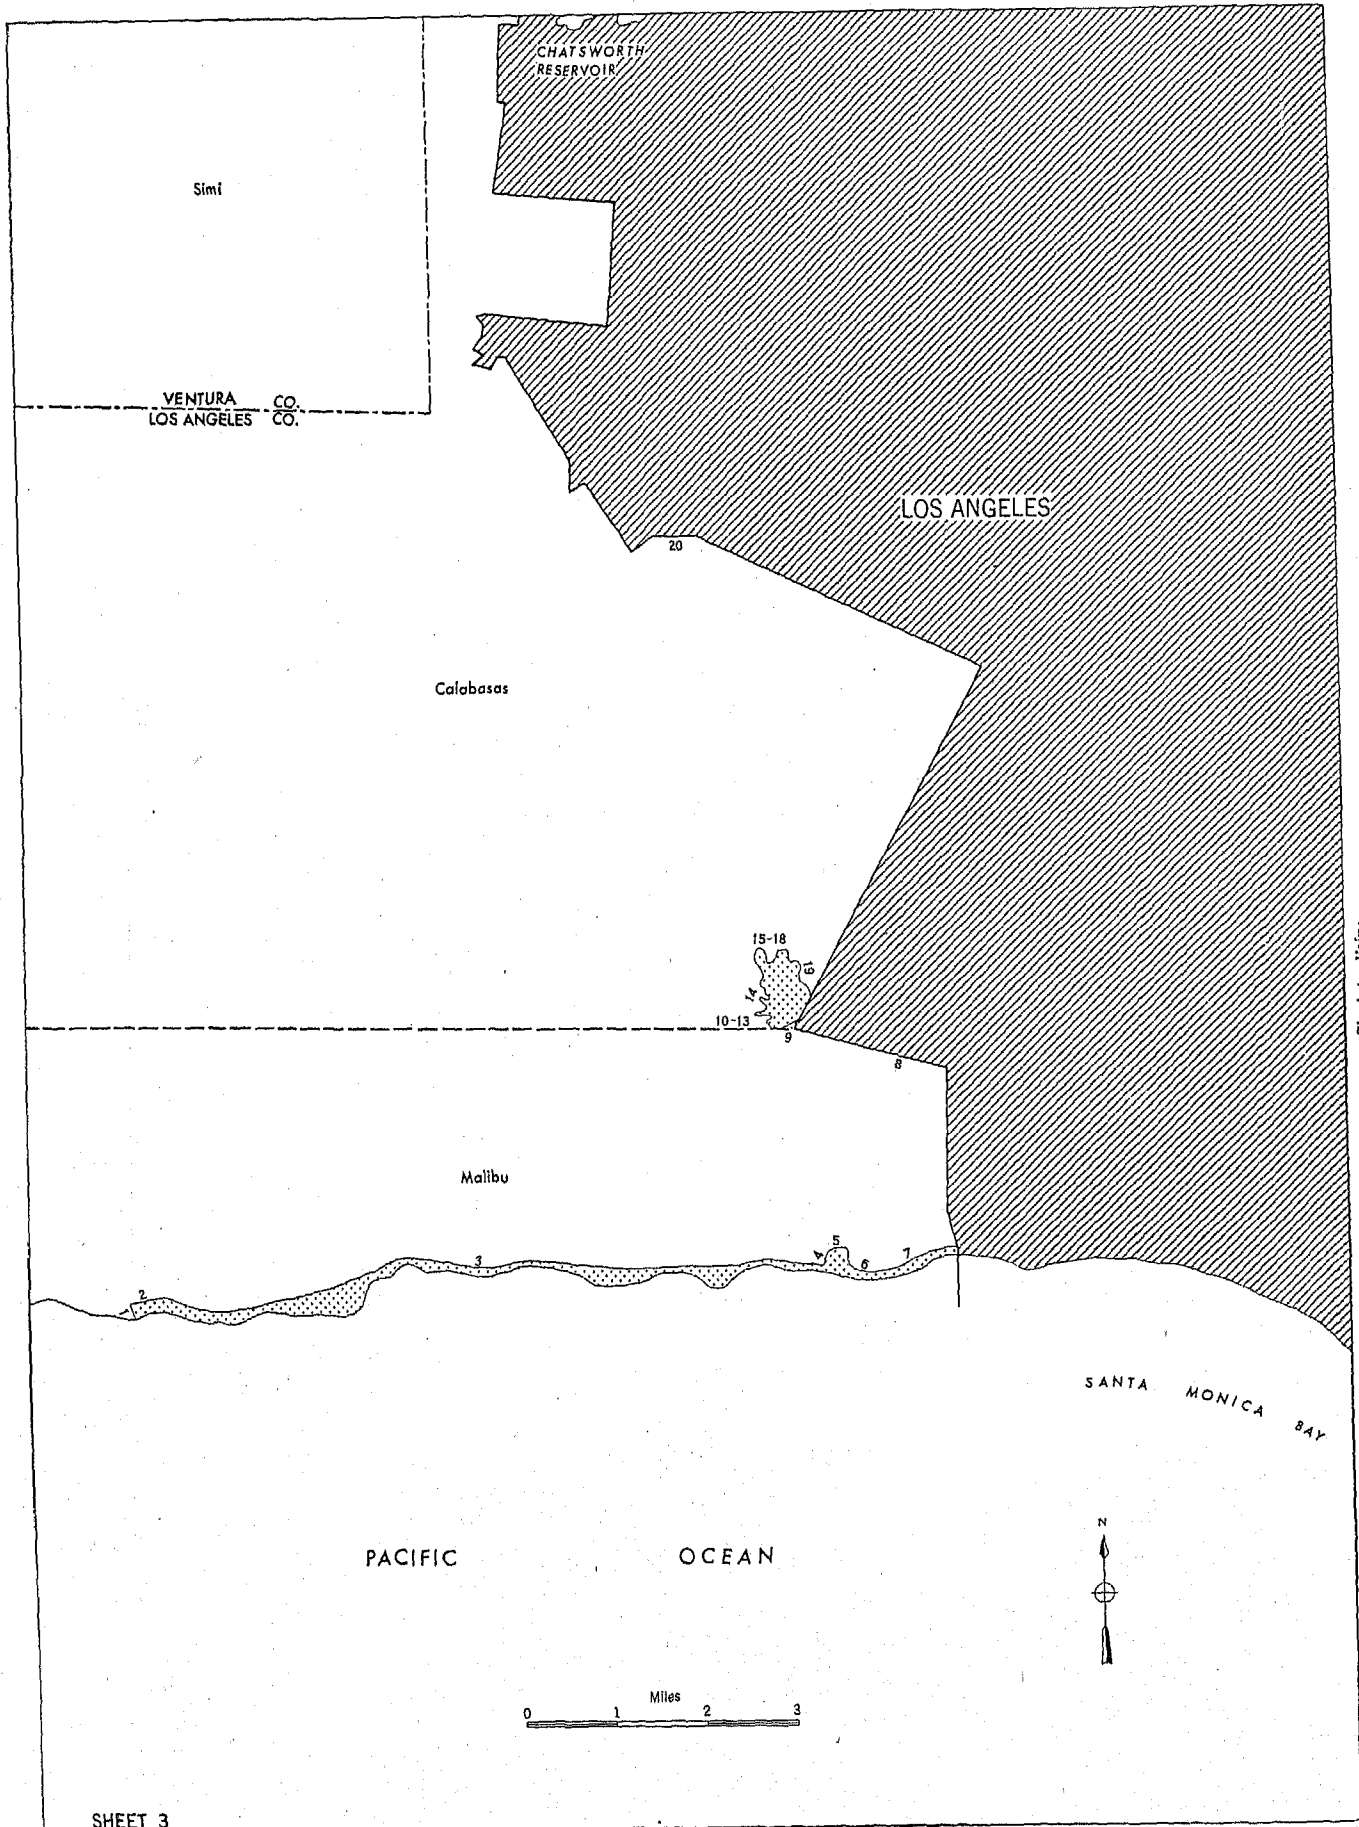 CHATSWORTH
RESERVOIR
Simi
VENTURA CO.
LOS ANGELES CO.
LOS ANGELES
20
Calabasas
15-18
19
14
10-13
9
8
Malibu
5
4
7
3
6
2
1
SANTA MONICA BAY
N
PACIFIC OCEAN
Miles
0 1 2 3
SHEET 3